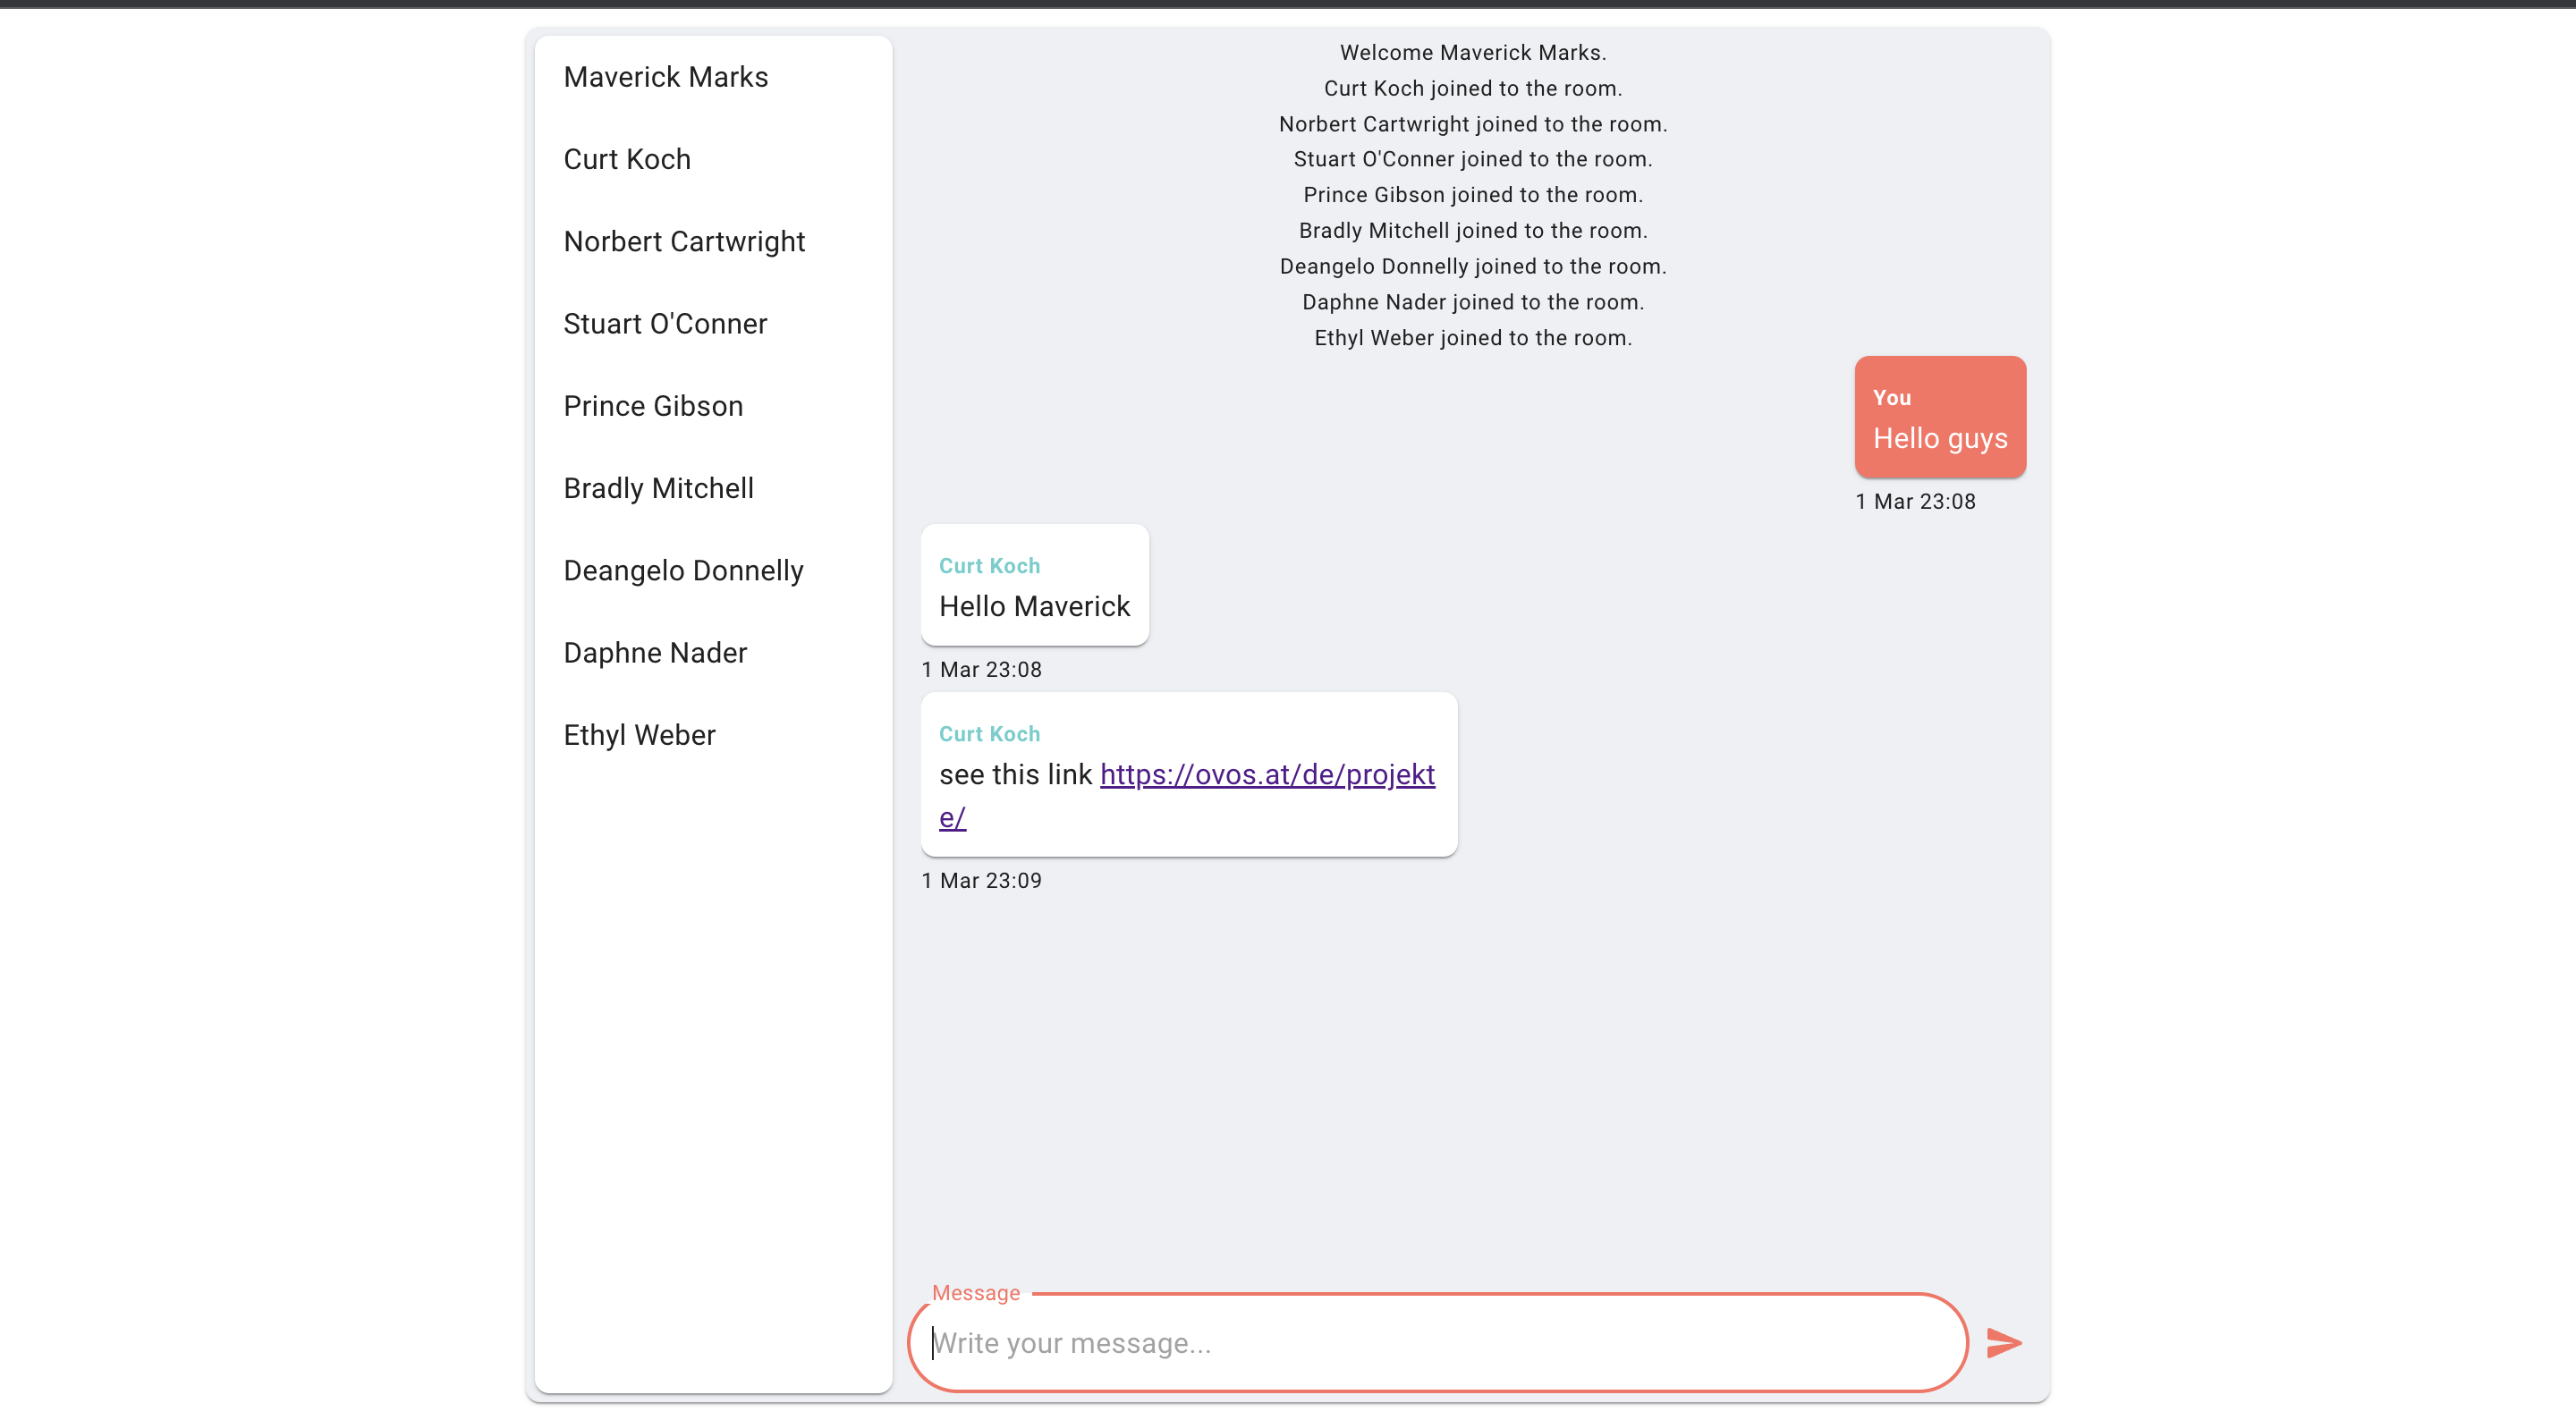 Maverick Marks
Curt Koch
Norbert Cartwright
Stuart O'Conner
Prince Gibson
Bradly Mitchell
Deangelo Donnelly
Daphne Nader
Ethyl Weber
Welcome Maverick Marks.
Curt Koch joined to the room.
Norbert Cartwright joined to the room.
Stuart O'Conner joined to the room.
Prince Gibson joined to the room.
Bradly Mitchell joined to the room.
Deangelo Donnelly joined to the room.
Daphne Nader joined to the room.
Ethyl Weber joined to the room.
You
Hello guys
1 Mar 23:08
Curt Koch
Hello Maverick
1 Mar 23:08
Curt Koch
see this link https://ovos.at/de/projekt
e/
1 Mar 23:09
Message
Write your message...